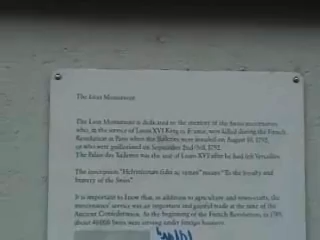 The Lion Monument
The Lion Monument is dedicated to the memory of the Swiss mercenaries
who, in the service of Louis XVI King of France, were killed during the French
Revolution in Paris when the Tuileries were invaded on August 10, 1792,
or who were guillotined on September 2nd/3rd, 1792.
The Palais des Tuileries was the seat of Louis XVI after he had left Versailles.
The inscription "Helvetiorum fidei ac virtuti" means "To the loyalty and
bravery of the Swiss".
It is important to know that, in addition to agriculture and
mercenaries' service was an important and gainful trade at the time of the
Ancient Confederation. At the beginning of the French Revolution, in 1789,
about 40,000 Swiss were serving under foreign banners.